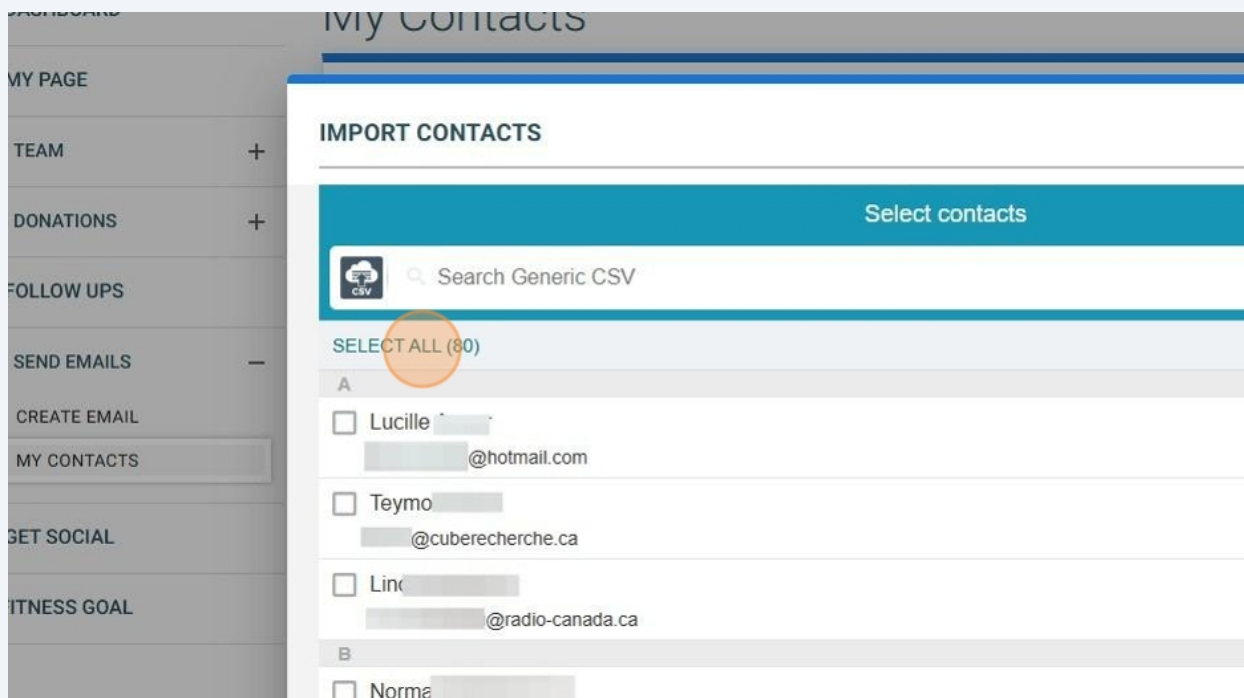 My Contacts
MY PAGE
TEAM
DONATIONS
FOLLOW UPS
SEND EMAILS
CREATE EMAIL
MY CONTACTS
GET SOCIAL
FITNESS GOAL
IMPORT CONTACTS
Select contacts
CSV
Search Generic CSV
SELECT ALL (80)
A
Lucille
@hotmail.com
Teymo
@cuberecherche.ca
@radio-canada.ca
B
Norma